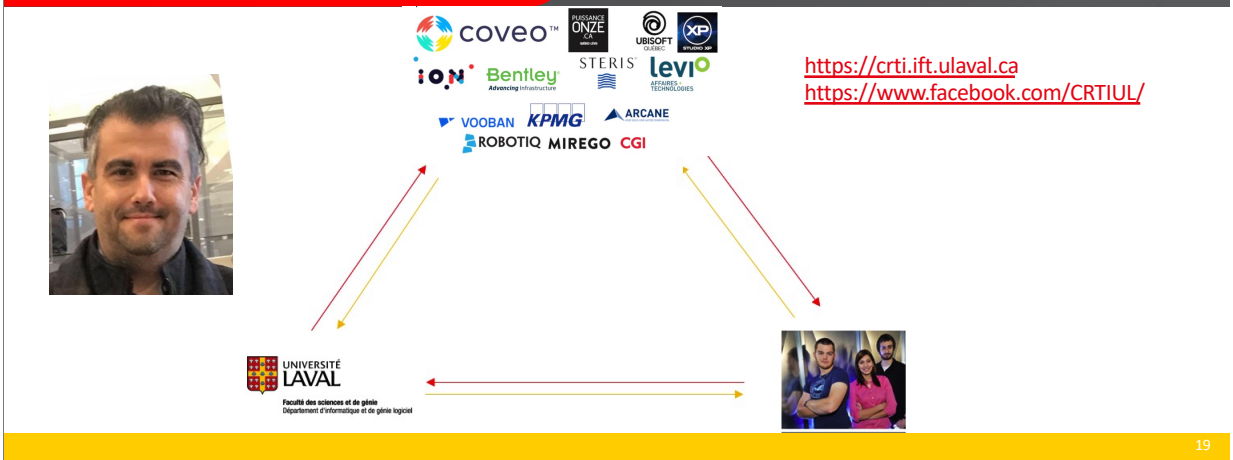 coveo™
PUISSANCE
ONZE
.CA
UBISOFT
QUÉBEC
XP
STUDIO XP
iON
Bentley
Advancing Infrastructure
STERIS
levio
AFFAIRES +
TECHNOLOGIES
VOOBAN
KPMG
ARCANE
ROBOTIQ
MIREGO
CGI
https://crti.ift.ulaval.ca
https://www.facebook.com/CRTIUL/
UNIVERSITÉ
LAVAL
Faculté des sciences et de génie
Département d'informatique et de génie logiciel
19